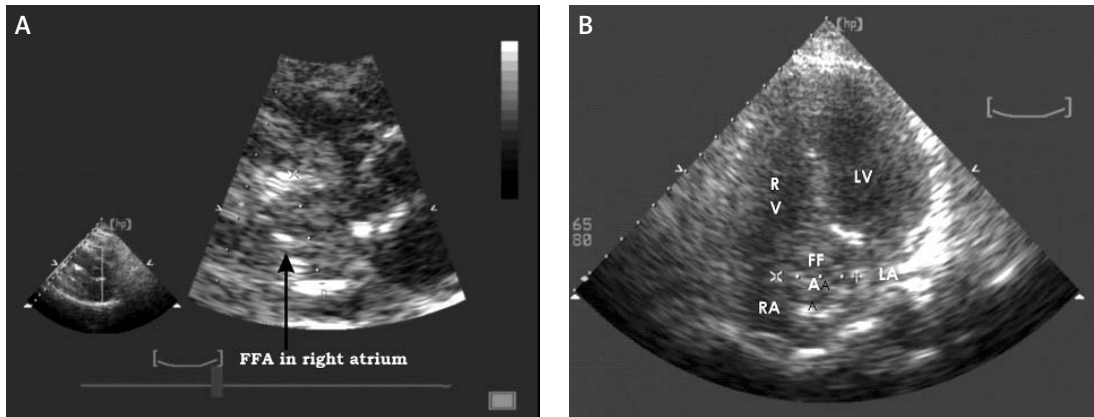 A
[hp]
FFA in right atrium
B
[hp]
65
80
R
V
LV
FF
A A
LA
RA
A